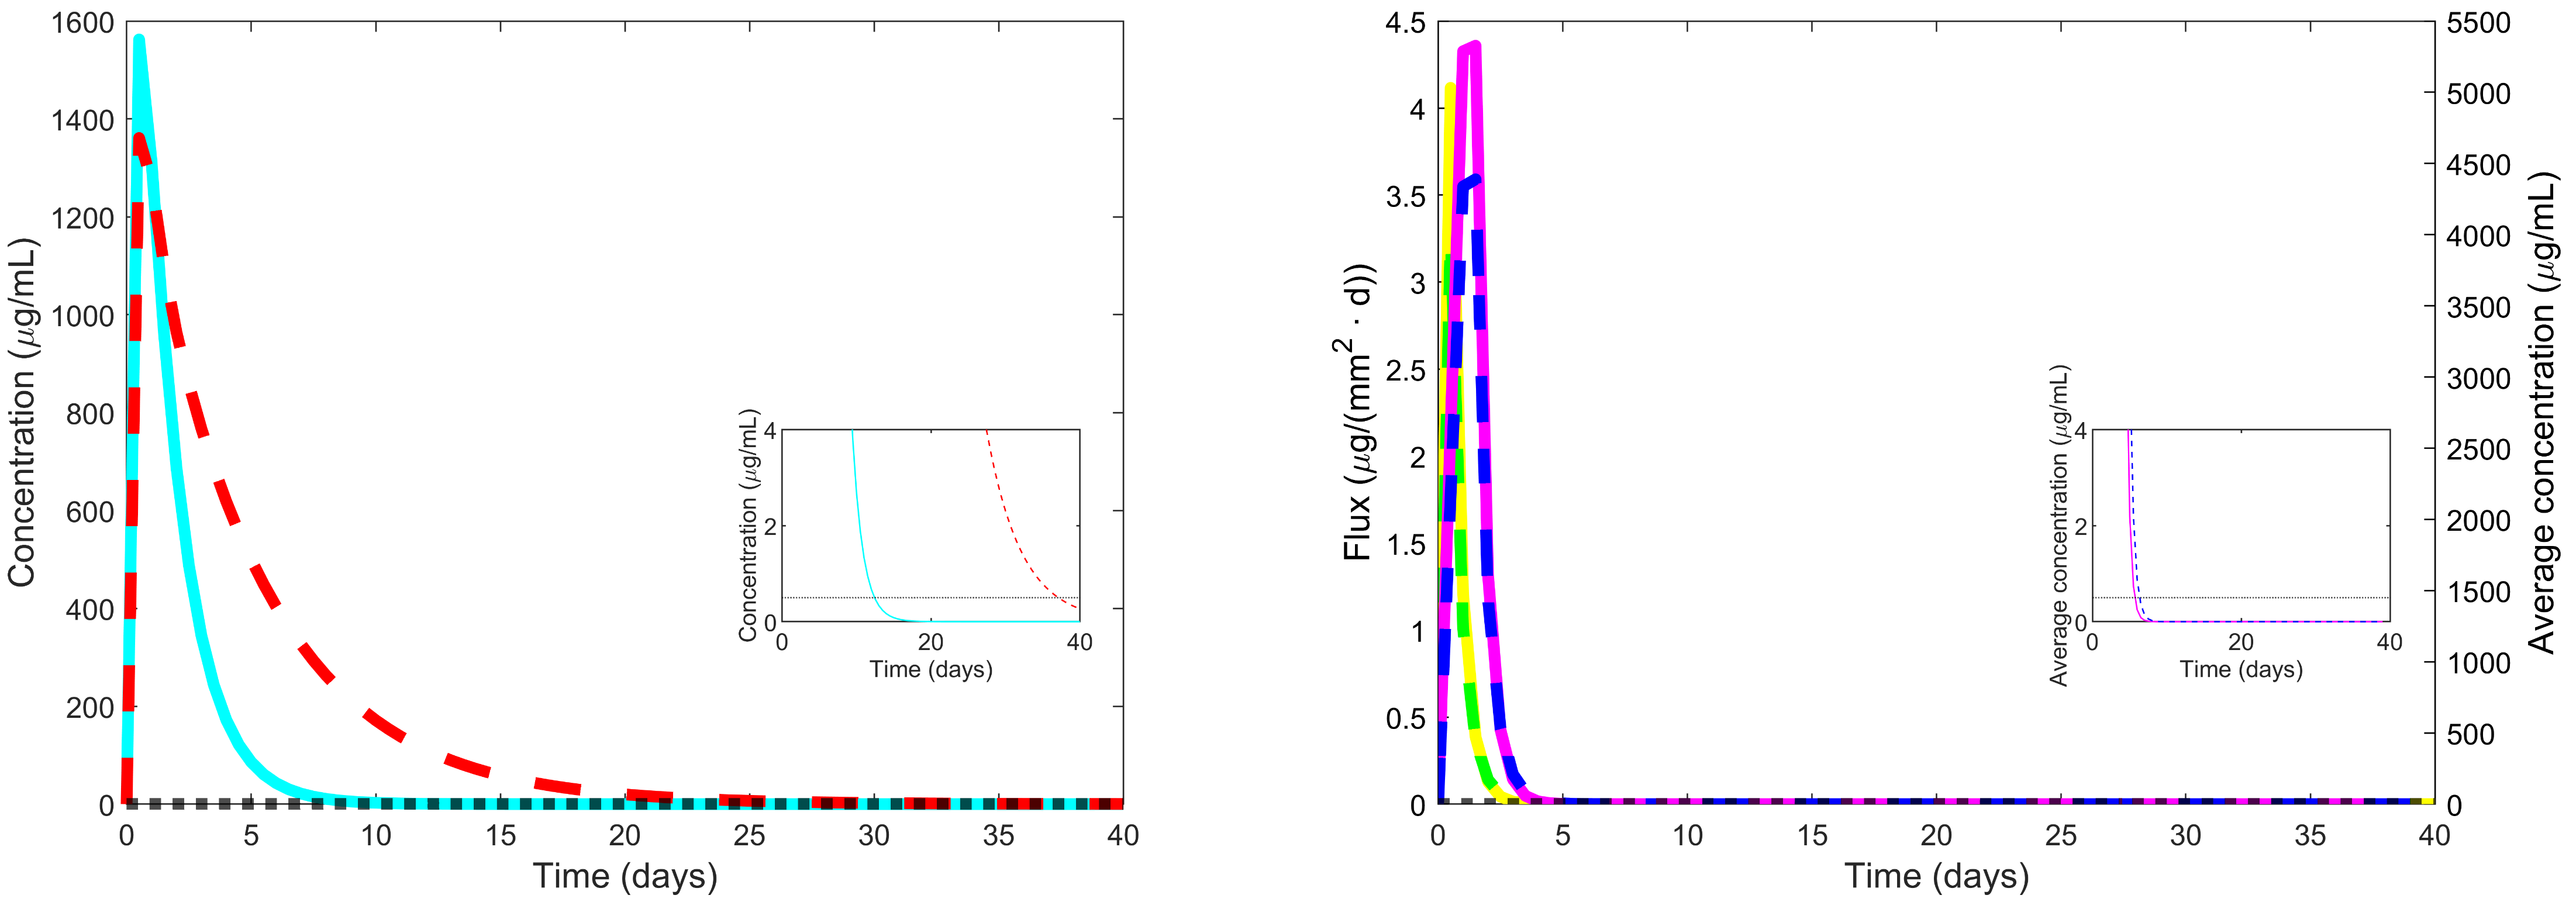 1600
1400
1200
1000
800
600
400
200
0
Concentration (μg/mL)
0 5 10 15 20 25 30 35 40
Time (days)
4
2
0
Concentration (μg/mL)
0 20 40
Time (days)
4.5
4
3.5
3
2.5
2
1.5
1
0.5
0
Flux (μg/(mm² · d))
0 5 10 15 20 25 30 35 40
Time (days)
5500
5000
4500
4000
3500
3000
2500
2000
1500
1000
500
0
Average concentration (μg/mL)
4
2
0
Average concentration (μg/mL)
0 20 40
Time (days)